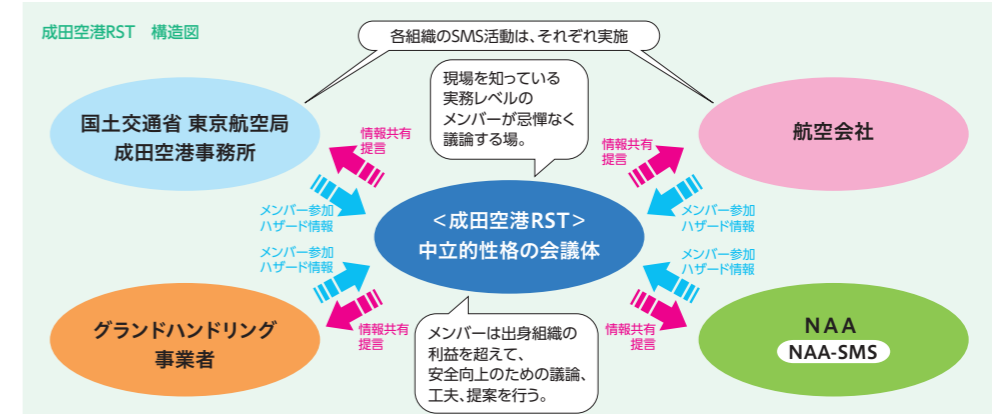 成田空港RST 構造図
各組織のSMS活動は、それぞれ実施
現場を知っている
実務レベルの
メンバーが忌憚なく
議論する場。
国土交通省 東京航空局
成田空港事務所
情報共有
提言
メンバー参加
ハザード情報
航空会社
情報共有
提言
メンバー参加
ハザード情報
<成田空港RST>
中立的性格の会議体
メンバー参加
ハザード情報
グランドハンドリング
事業者
情報共有
提言
メンバー参加
ハザード情報
NAA
NAA-SMS
情報共有
提言
メンバーは出身組織の
利益を超えて、
安全向上のための議論、
工夫、提案を行う。